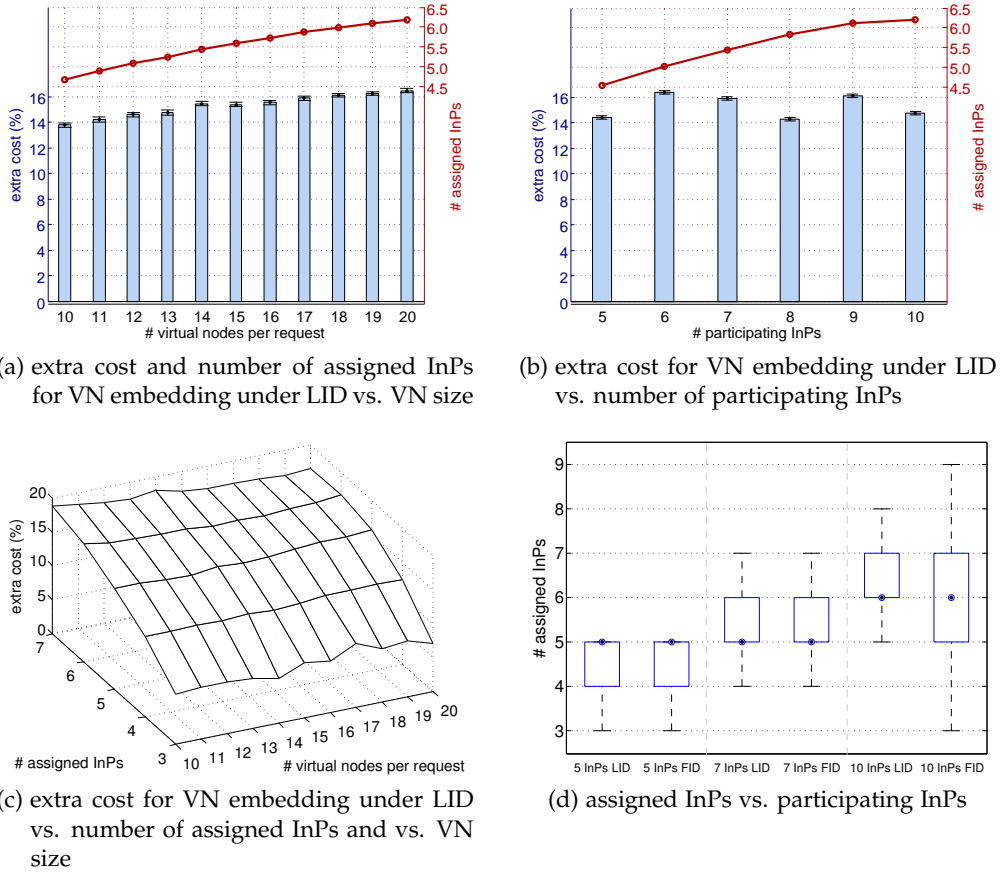 6.5
6.0
5.5
5.0
4.5
16
14
12
10
8
6
4
2
0
extra cost (%)
# assigned InPs
10 11 12 13 14 15 16 17 18 19 20
# virtual nodes per request
(a) extra cost and number of assigned InPs
for VN embedding under LID vs. VN size
6.5
6.0
5.5
5.0
4.5
16
14
12
10
8
6
4
2
0
extra cost (%)
# assigned InPs
5 6 7 8 9 10
# participating InPs
(b) extra cost for VN embedding under LID
vs. number of participating InPs
20
15
10
5
0
extra cost (%)
7
6
5
4
3
# assigned InPs
10 11 12 13 14 15 16 17 18 19 20
# virtual nodes per request
(c) extra cost for VN embedding under LID
vs. number of assigned InPs and vs. VN
size
9
8
7
6
5
4
3
# assigned InPs
5 InPs LID 5 InPs FID 7 InPs LID 7 InPs FID 10 InPs LID 10 InPs FID
(d) assigned InPs vs. participating InPs